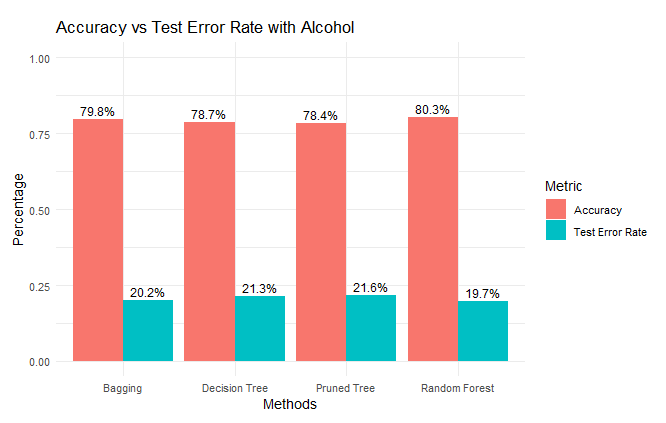 Accuracy vs Test Error Rate with Alcohol
Percentage
1.00
0.75
0.50
0.25
0.00
79.8%
20.2%
78.7%
21.3%
78.4%
21.6%
80.3%
19.7%
Bagging
Decision Tree
Pruned Tree
Random Forest
Methods
Metric
Accuracy
Test Error Rate